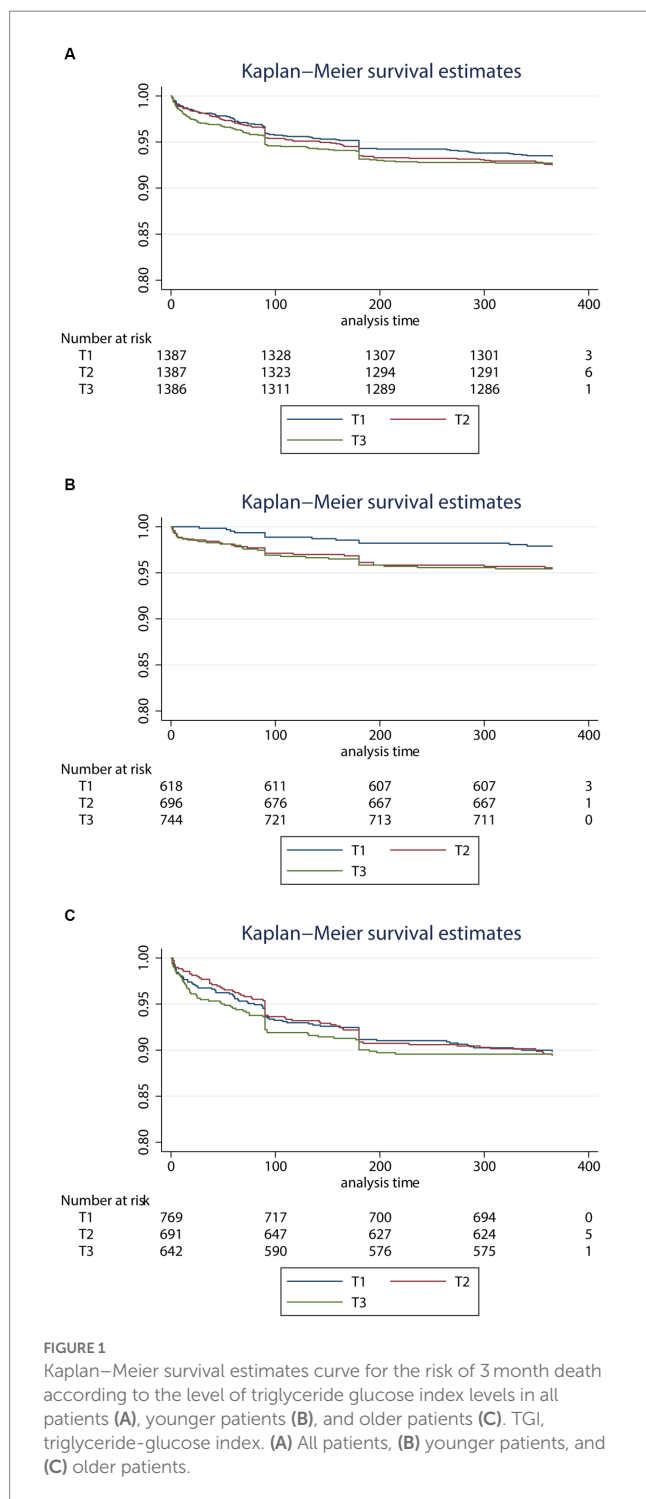 A
Kaplan–Meier survival estimates
1.00
0.95
0.90
0.85
0.80
0 100 200 300 400
analysis time
Number at risk
T1 1387 1328 1307 1301 3
T2 1387 1323 1294 1291 6
T3 1386 1311 1289 1286 1
T1 T2
T3
B
Kaplan–Meier survival estimates
1.00
0.95
0.90
0.85
0.80
0 100 200 300 400
analysis time
Number at risk
T1 618 611 607 607 3
T2 696 676 667 667 1
T3 744 721 713 711 0
T1 T2
T3
C
Kaplan–Meier survival estimates
1.00
0.95
0.90
0.85
0.80
0 100 200 300 400
analysis time
Number at risk
T1 769 717 700 694 0
T2 691 647 627 624 5
T3 642 590 576 575 1
T1 T2
T3
FIGURE 1
Kaplan–Meier survival estimates curve for the risk of 3 month death
according to the level of triglyceride glucose index levels in all
patients (A), younger patients (B), and older patients (C). TGI,
triglyceride-glucose index. (A) All patients, (B) younger patients, and
(C) older patients.